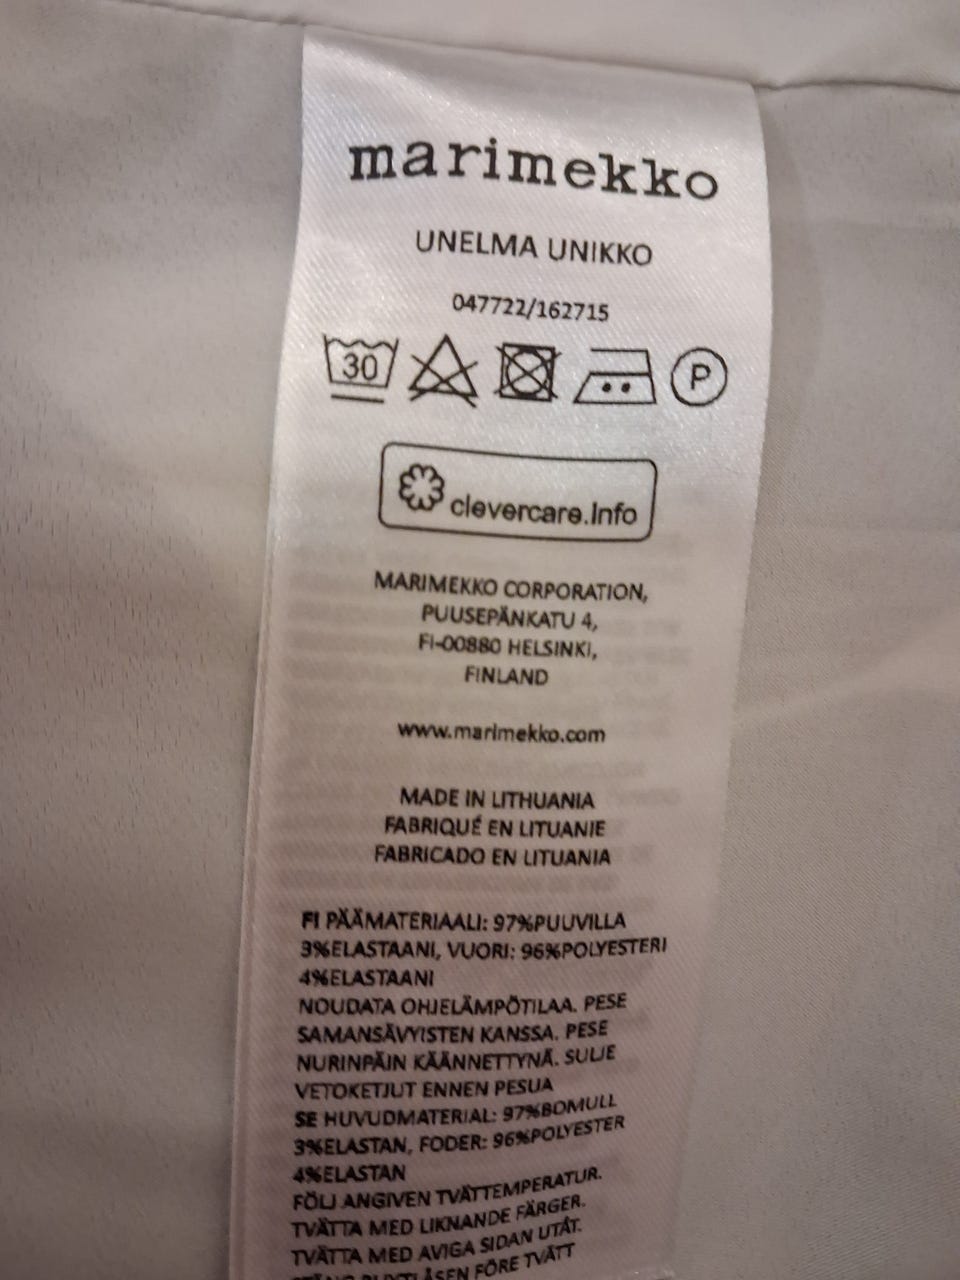 marimekko
UNELMA UNIKKO
047722/162715
30 P
clevercare.info
MARIMEKKO CORPORATION,
PUUSEPÄNKATU 4,
FI-00880 HELSINKI,
FINLAND
www.marimekko.com
MADE IN LITHUANIA
FABRIQUÉ EN LITUANIE
FABRICADO EN LITUANIA
FI PÄÄMATERIAALI: 97%PUUVILLA
3%ELASTAANI, VUORI: 96%POLYESTERI
4%ELASTAANI
NOUDATA OHJELÄMPÖTILAA. PESE
SAMANSÄVYISTEN KANSSA. PESE
NURINPÄIN KÄÄNNETTYNÄ. SULJE
VETOKETJUT ENNEN PESUA
SE HUVUDMATERIAL: 97%BOMULL
3%ELASTAN, FODER: 96%POLYESTER
4%ELASTAN
FÖLJ ANGIVEN TVÄTTEMPERATUR.
TVÄTTA MED LIKNANDE FÄRGER.
TVÄTTA MED AVIGA SIDAN UTÅT.
FÖRE TVÄTT